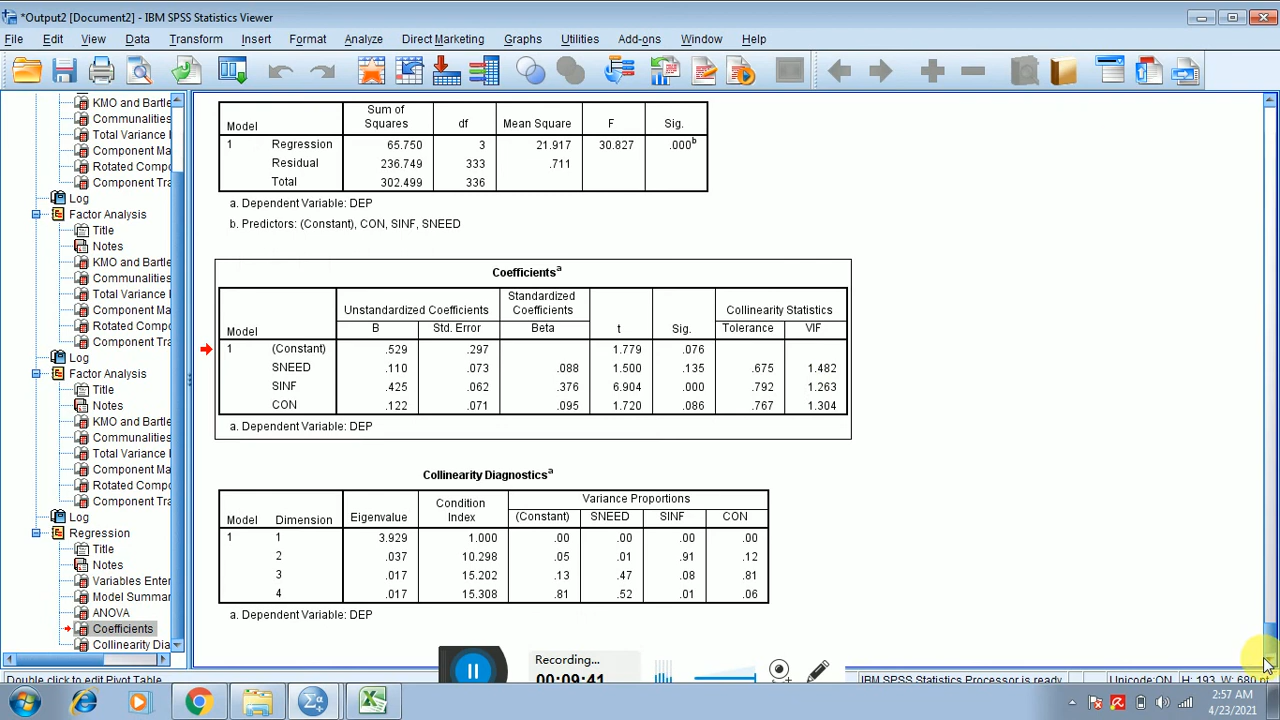 *Output2 [Document2] - IBM SPSS Statistics Viewer
File Edit View Data Transform Insert Format Analyze Direct Marketing Graphs Utilities Add-ons Window Help
KMO and Bartle
Communalities
Total Variance
Component Ma
Rotated Compo
Component Tra
Log
Factor Analysis
Title
Notes
KMO and Bartle
Communalities
Total Variance
Component Ma
Rotated Compo
Component Tra
Log
Factor Analysis
Title
Notes
KMO and Bartle
Communalities
Total Variance
Component Ma
Rotated Compo
Component Tra
Log
Regression
Title
Notes
Variables Enter
Model Summar
ANOVA
Coefficients
Collinearity Dia
Model Sum of Squares df Mean Square F Sig.
1 Regression 65.750 3 21.917 30.827 .000b
Residual 236.749 333 .711
Total 302.499 336
a. Dependent Variable: DEP
b. Predictors: (Constant), CON, SINF, SNEED
Coefficientsa
Unstandardized Coefficients Standardized Coefficients Collinearity Statistics
Model B Std. Error Beta t Sig. Tolerance VIF
1 (Constant) .529 .297 1.779 .076
SNEED .110 .073 .088 1.500 .135 .675 1.482
SINF .425 .062 .376 6.904 .000 .792 1.263
CON .122 .071 .095 1.720 .086 .767 1.304
a. Dependent Variable: DEP
Collinearity Diagnosticsa
Variance Proportions
Model Dimension Eigenvalue Condition Index (Constant) SNEED SINF CON
1 1 3.929 1.000 .00 .00 .00 .00
2 .037 10.298 .05 .01 .91 .12
3 .017 15.202 .13 .47 .08 .81
4 .017 15.308 .81 .52 .01 .06
a. Dependent Variable: DEP
Recording...
00:09:41
Double click to edit Pivot Table IBM SPSS Statistics Processor is ready Unicode:ON H: 193, W: 680
2:57 AM
4/23/2021